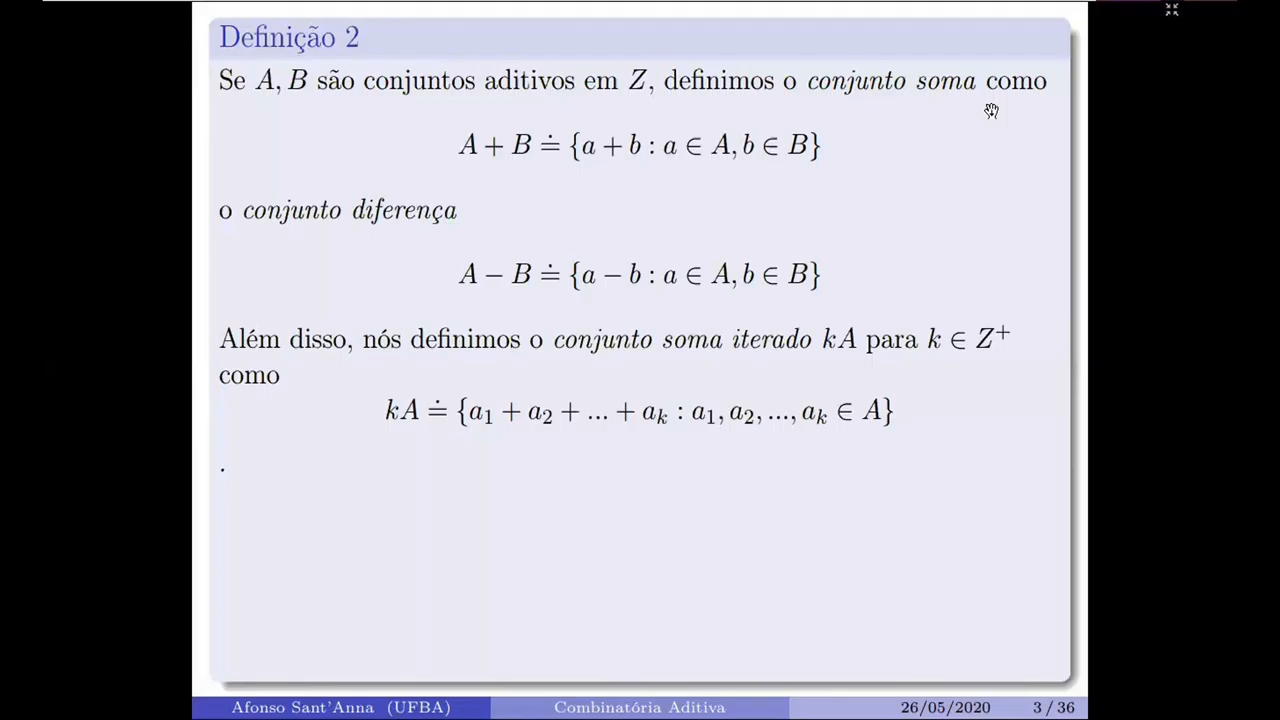 Definição 2
Se A, B são conjuntos aditivos em Z, definimos o conjunto soma como
A + B ≐ {a + b : a ∈ A, b ∈ B}
o conjunto diferença
A − B ≐ {a − b : a ∈ A, b ∈ B}
Além disso, nós definimos o conjunto soma iterado kA para k ∈ Z⁺
como
kA ≐ {a₁ + a₂ + ... + aₖ : a₁, a₂, ..., aₖ ∈ A}
.
Afonso Sant'Anna (UFBA) Combinatória Aditiva 26/05/2020 3 / 36